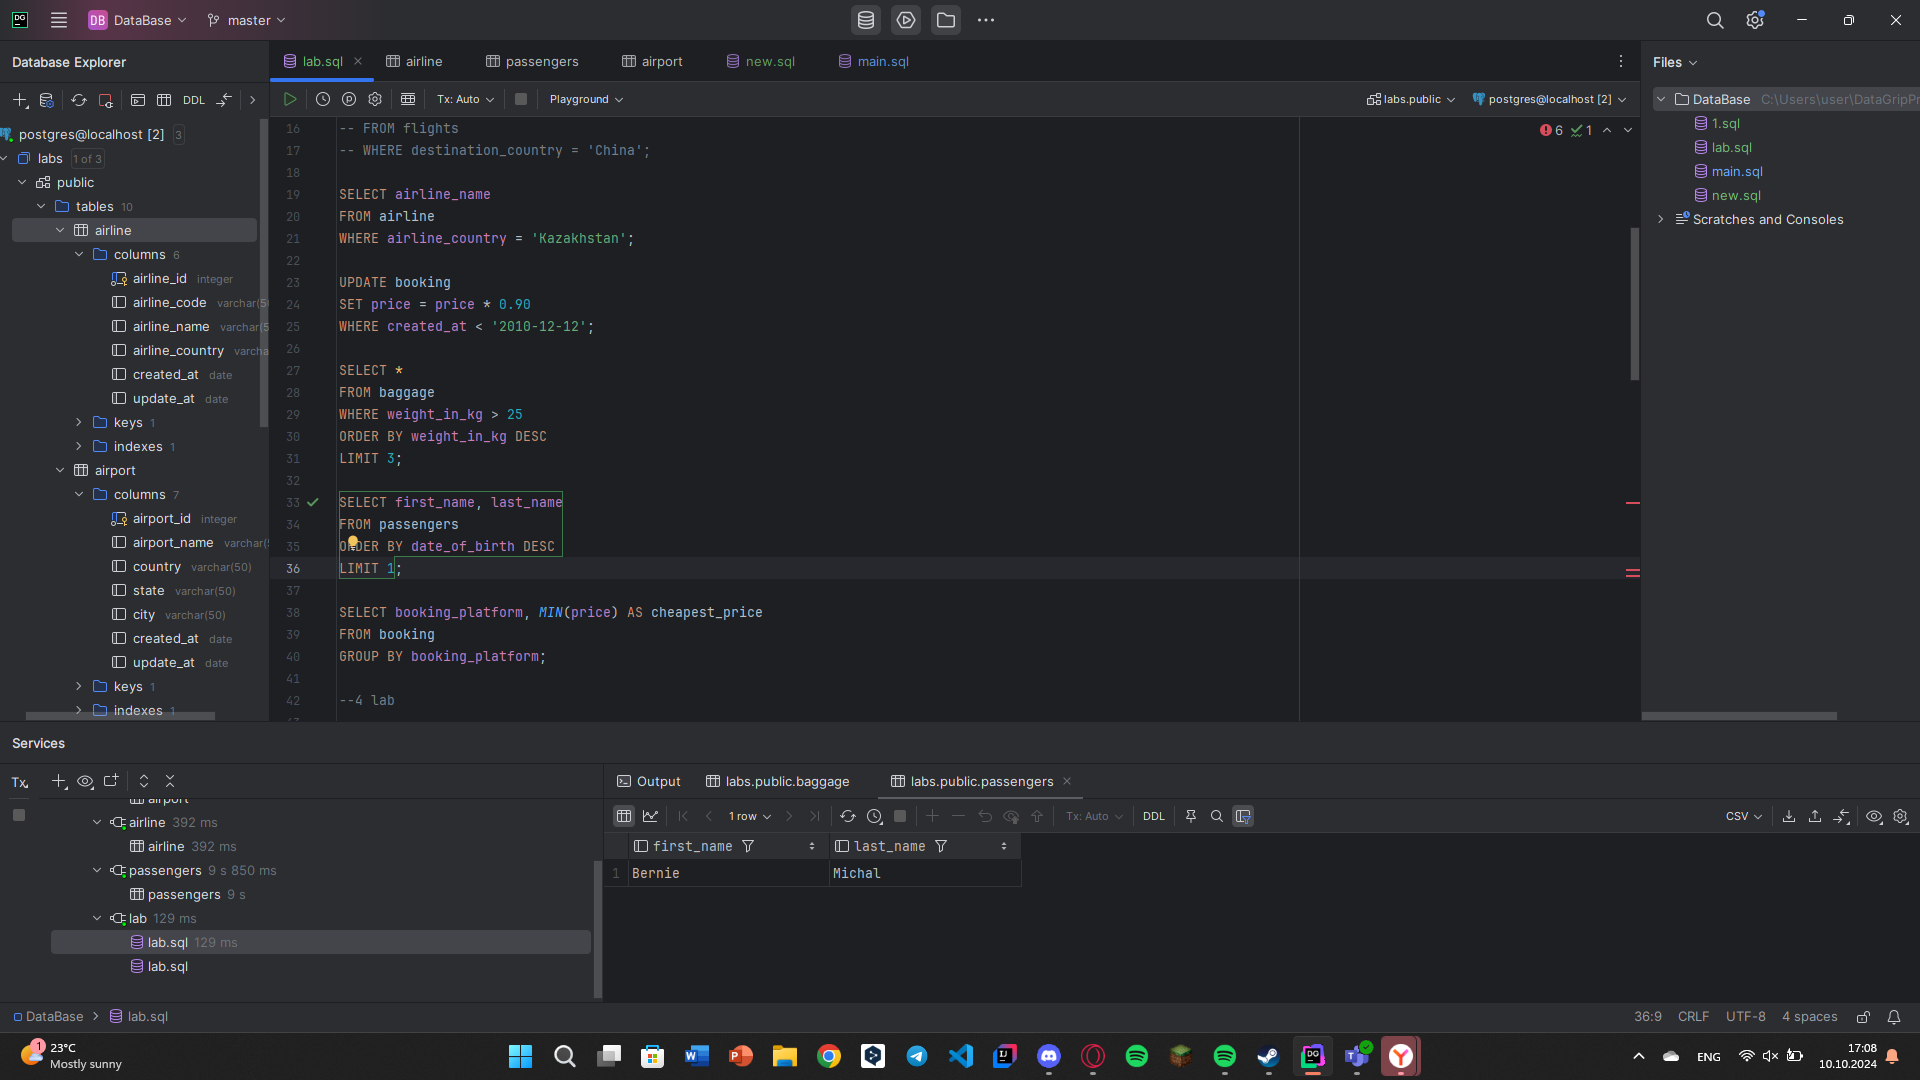 DG
DB DataBase
master
Database Explorer
lab.sql
airline
passengers
airport
new.sql
main.sql
Files
DDL
Tx: Auto
Playground
labs.public
postgres@localhost [2]
DataBase C:\Users\user\DataGripPr
1.sql
lab.sql
main.sql
new.sql
Scratches and Consoles
postgres@localhost [2] 3
labs 1 of 3
public
tables 10
airline
columns 6
airline_id integer
airline_code varchar(50
airline_name varchar(5
airline_country varcha
created_at date
update_at date
keys 1
indexes 1
airport
columns 7
airport_id integer
airport_name varchar(
country varchar(50)
state varchar(50)
city varchar(50)
created_at date
update_at date
keys 1
indexes 1
6 1
16 -- FROM flights
17 -- WHERE destination_country = 'China';
18
19 SELECT airline_name
20 FROM airline
21 WHERE airline_country = 'Kazakhstan';
22
23 UPDATE booking
24 SET price = price * 0.90
25 WHERE created_at < '2010-12-12';
26
27 SELECT *
28 FROM baggage
29 WHERE weight_in_kg > 25
30 ORDER BY weight_in_kg DESC
31 LIMIT 3;
32
33 SELECT first_name, last_name
34 FROM passengers
35 ORDER BY date_of_birth DESC
36 LIMIT 1;
37
38 SELECT booking_platform, MIN(price) AS cheapest_price
39 FROM booking
40 GROUP BY booking_platform;
41
42 --4 lab
Services
Tx
airport
airline 392 ms
airline 392 ms
passengers 9 s 850 ms
passengers 9 s
lab 129 ms
lab.sql 129 ms
lab.sql
Output
labs.public.baggage
labs.public.passengers
1 row
Tx: Auto
DDL
CSV
first_name last_name
1 Bernie Michal
DataBase > lab.sql
36:9 CRLF UTF-8 4 spaces
1
23°C
Mostly sunny
ENG
17:08
10.10.2024